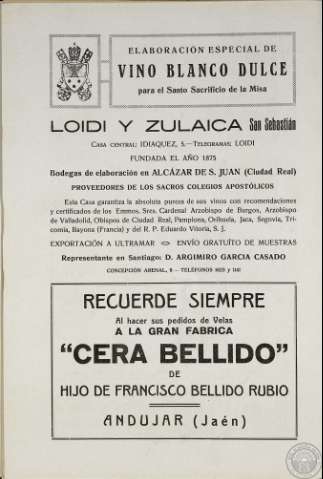 ELABORACIÓN ESPECIAL DE
VINO BLANCO DULCE
para el Santo Sacrificio de la Misa
LOIDI Y ZULAICA San Sebastián
CASA CENTRAL: IDIAQUEZ, 5.—TELEGRAMAS: LOIDI
FUNDADA EL AÑO 1875
Bodegas de elaboración en ALCÁZAR DE S. JUAN (Ciudad Real)
PROVEEDORES DE LOS SACROS COLEGIOS APOSTÓLICOS
Esta Casa garantiza la absoluta pureza de sus vinos con recomendaciones
y certificados de los Emmos. Sres. Cardenal Arzobispo de Burgos, Arzobispo
de Valladolid, Obispos de Ciudad Real, Pamplona, Orihuela, Jaca, Segovia, Tri-
comia, Bayona (Francia) y del R. P. Eduardo Vitoria, S. J.
EXPORTACIÓN A ULTRAMAR ENVÍO GRATUÍTO DE MUESTRAS
Representante en Santiago: D. ARGIMIRO GARCIA CASADO
CONCEPCIÓN ARENAL, TELÉFONOS
RECUERDE SIEMPRE
Al hacer sus pedidos de Velas
A LA GRAN FABRICA
"CERA BELLIDO"
DE
HIJO DE FRANCISCO BELLIDO RUBIO
ANDUJAR (Jaén)